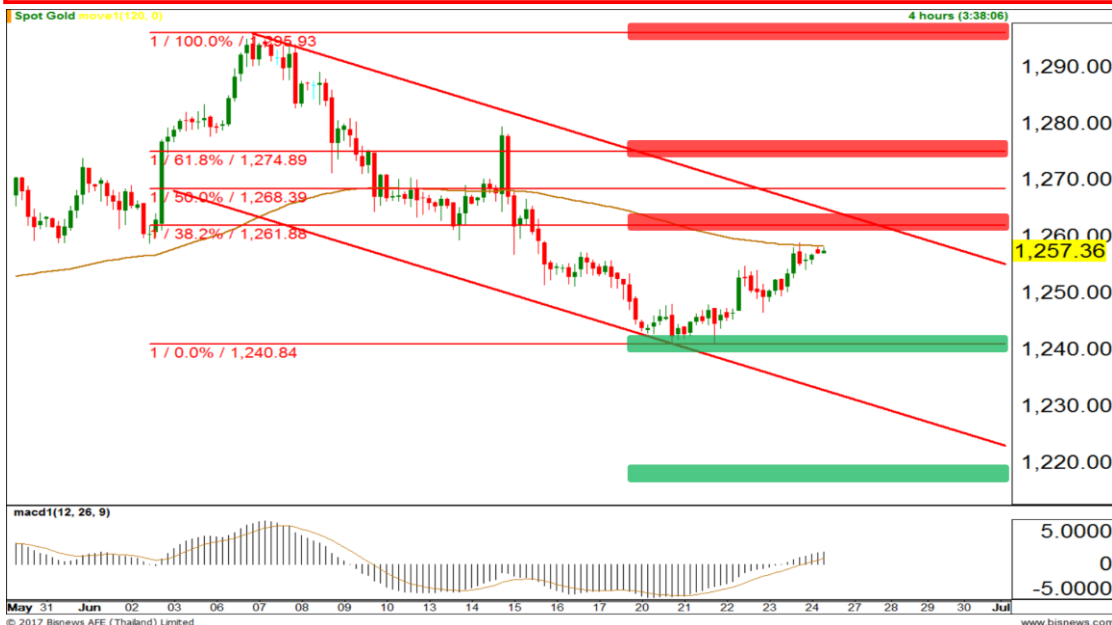 Spot Gold move1(120, 0) 4 hours (3:38:06)
1 / 100.0% / 1,295.93
1,290.00
1,280.00
1 / 61.8% / 1,274.89
1,270.00
1 / 50.0% / 1,268.39
1 / 38.2% / 1,261.88
1,260.00
1,257.36
1,250.00
1,240.00
1 / 0.0% / 1,240.84
1,230.00
1,220.00
macd1(12, 26, 9)
5.0000
0
-5.0000
May 31 Jun 02 03 06 07 08 09 10 13 14 15 16 17 20 21 22 23 24 27 28 29 30 Jul
© 2017 Bisnews AFE (Thailand) Limited www.bisnews.com